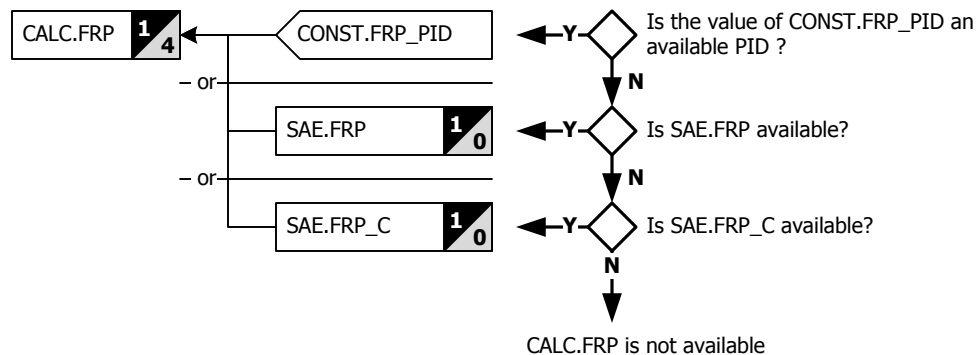 CALC.FRP 1 4
CONST.FRP_PID
Y
Is the value of CONST.FRP_PID an
available PID ?
– or
N
SAE.FRP 1 0
Y
Is SAE.FRP available?
– or
N
SAE.FRP_C 1 0
Y
Is SAE.FRP_C available?
N
CALC.FRP is not available